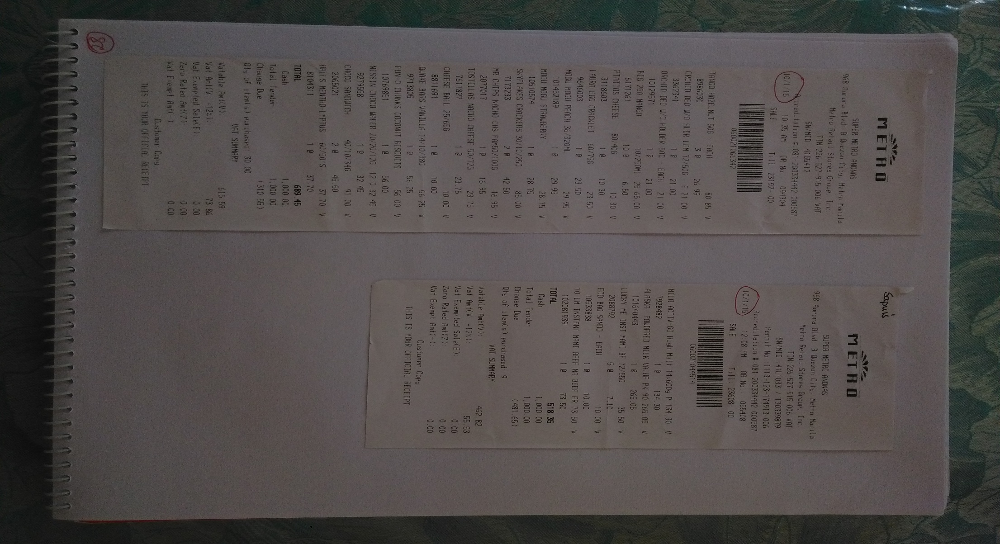 METRO
SUPER METRO ANONAS
968 Aurora Blvd B Quezon City, Metro Manila
Metro Retail Stores Group, Inc
TIN 226-527-915-006 VAT
SN/MID 41G5412
Accreditation #:081 200334442 000587
10/1/15 10:35 AM OR No 094304
SALE Till: 23192-00
060021066342
TANGO HAZELNUT 50G EACH 80 85 V
8986030 3 @ 26 95
ORCHID DEO W/O HLDR LEM 72/50G - E 21 00 V
3362341 1 @ 21.00
ORCHID DEO W/O HOLDER 50G EACH 21 00 V
10129571 1 @ 21 00
BIG 250 MANGO 10/250ML 25 65 00 V
6171261 10 @ 6.50
PIATTOS CHEESE 80/40G 10 30 V
3118603 1 @ 10 30
LAURA EGG CRACKLET 60/75G 23.50 V
9646003 1 @ 23.50
MOGU MOGU PEACH 36/320ML 29 95 V
101452189 1 @ 29 95
MOGU MOGU STRAWBERRY 28.75 V
10510574 1 @ 28 75
SKYFLAKES CRACKERS 30/10/25G 85 00 V
7173233 2 @ 42 50
MR.CHIPS NACHO CHS FAM50/100G 16 95 V
2077017 1 @ 16 95
TOSTILAS NACHO CHEESE 50/72G 23 75 V
7611827 1 @ 23.75
CHEESE BALL 25/65G 10 00 V
8811691 1 @ 10.00
QUAKE BARS VANILLA 14/10/38G 56 25 V
9713805 1 @ 56 25
FUN-O CHUNKS COCONUT BISCUITS 56 00 V
10769851 1 @ 56 00
NISSIN CHOCO WAFER 20/20/12G 12 0 32 45 V
9279558 1 @ 32 45
CHOCO SANDWICH 40/10/34G 91 00 V
2065021 2 @ 45 50
HALLS MENTHO-LYPTUS 60/50'S 37 70 V
8104311 1 @ 37.70
TOTAL 689.45
Cash 1,000 00
Total Tender 1,000 00
Change Due (310 55)
Qty of item(s) purchased 30 00
VAT SUMMARY
Vatable Amt(V): 615 59
Vat Amt(V =12%): 73.86
Vat Exempted Sale(E) 0.00
Zero Rated Amt(Z) 0 00
Vat Exempt Amt(-): 0 00
Customer Copy
THIS IS YOUR OFFICIAL RECEIPT
Sapu's
METRO
SUPER METRO ANONAS
968 Aurora Blvd B Quezon City, Metro Manila
Metro Retail Stores Group, Inc
TIN:226-527-915-006 VAT
SN/MID :41L1033 / 130339879
Permit No :1113-123-174913-006
Accreditation # 081 200334442 000587
10/1/15 12:08 PM OR No. 055408
SALE Till: 23608-00
060021044514
MILO ACTIV-GO High Malt 14x600g P 134.30 V
7928482 1 @ 134.30
ALASKA POWDERED MILK VALUE PK 90 265 05 V
101640443 1 @ 265.05
LUCKY ME INST MAMI BF 72/55G 35 50 V
2088792 5 @ 7.10
ECO BAG SANDO - EACH 10.00 V
10533838 1 @ 10.00
10 LM INSTANT MAMI BEEF NA BEEF FR 73.50 V
102081939 1 @ 73.50
TOTAL 518.35
Cash 1,000.00
Total Tender 1,000.00
Change Due (481.65)
Qty of item(s) purchased: 9
VAT SUMMARY
Vatable Amt(V): 462.82
Vat Amt(V =12%): 55.53
Vat Exempted Sale(E): 0 00
Zero Rated Amt(Z): 0 00
Vat Exempt Amt(-): 0.00
Customer Copy
THIS IS YOUR OFFICIAL RECEIPT